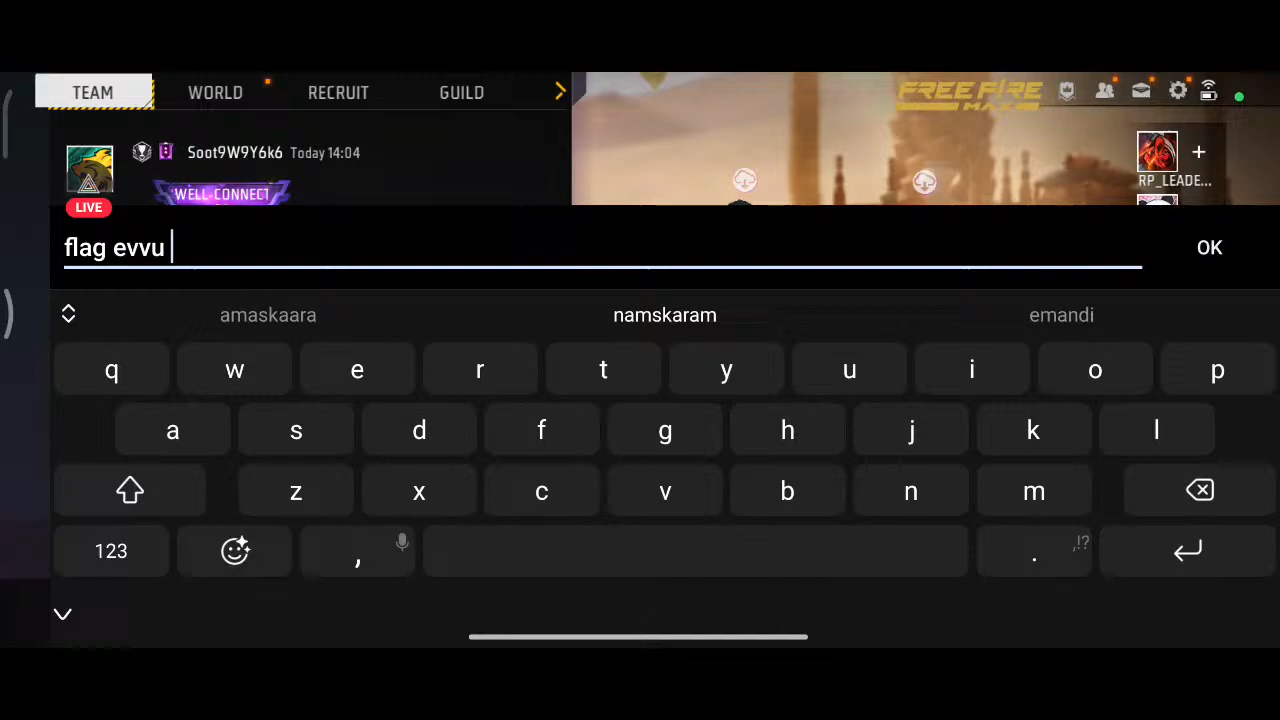 TEAM WORLD RECRUIT GUILD
FREE FIRE
MAX
Soot9W9Y6k6 Today 14:04
WELL-CONNECT
RP_LEADE...
LIVE
flag evvu OK
amaskaara namskaram emandi
q w e r t y u i o p
a s d f g h j k l
z x c v b n m
123 , . ,!?